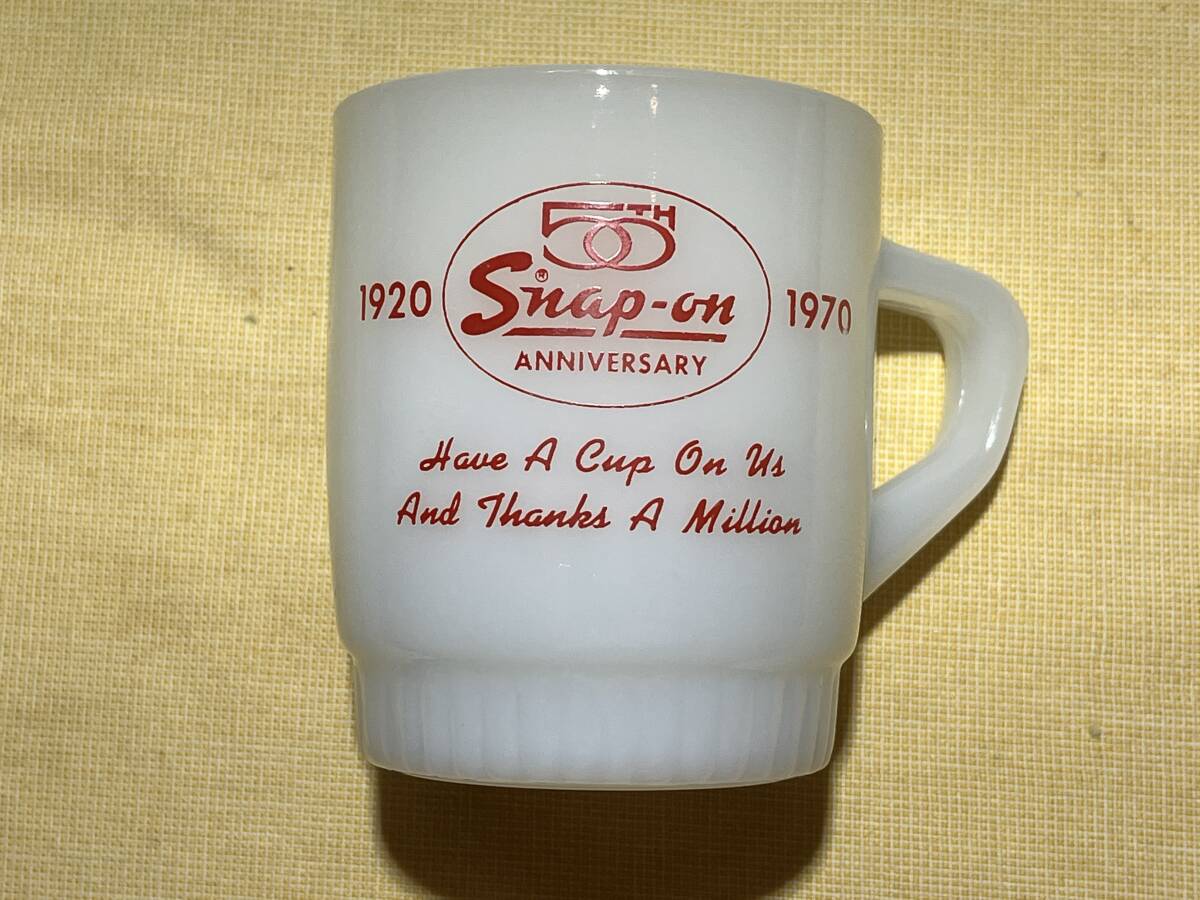 50TH
1920 Snap-on® 1970
ANNIVERSARY
Have A Cup On Us
And Thanks A Million